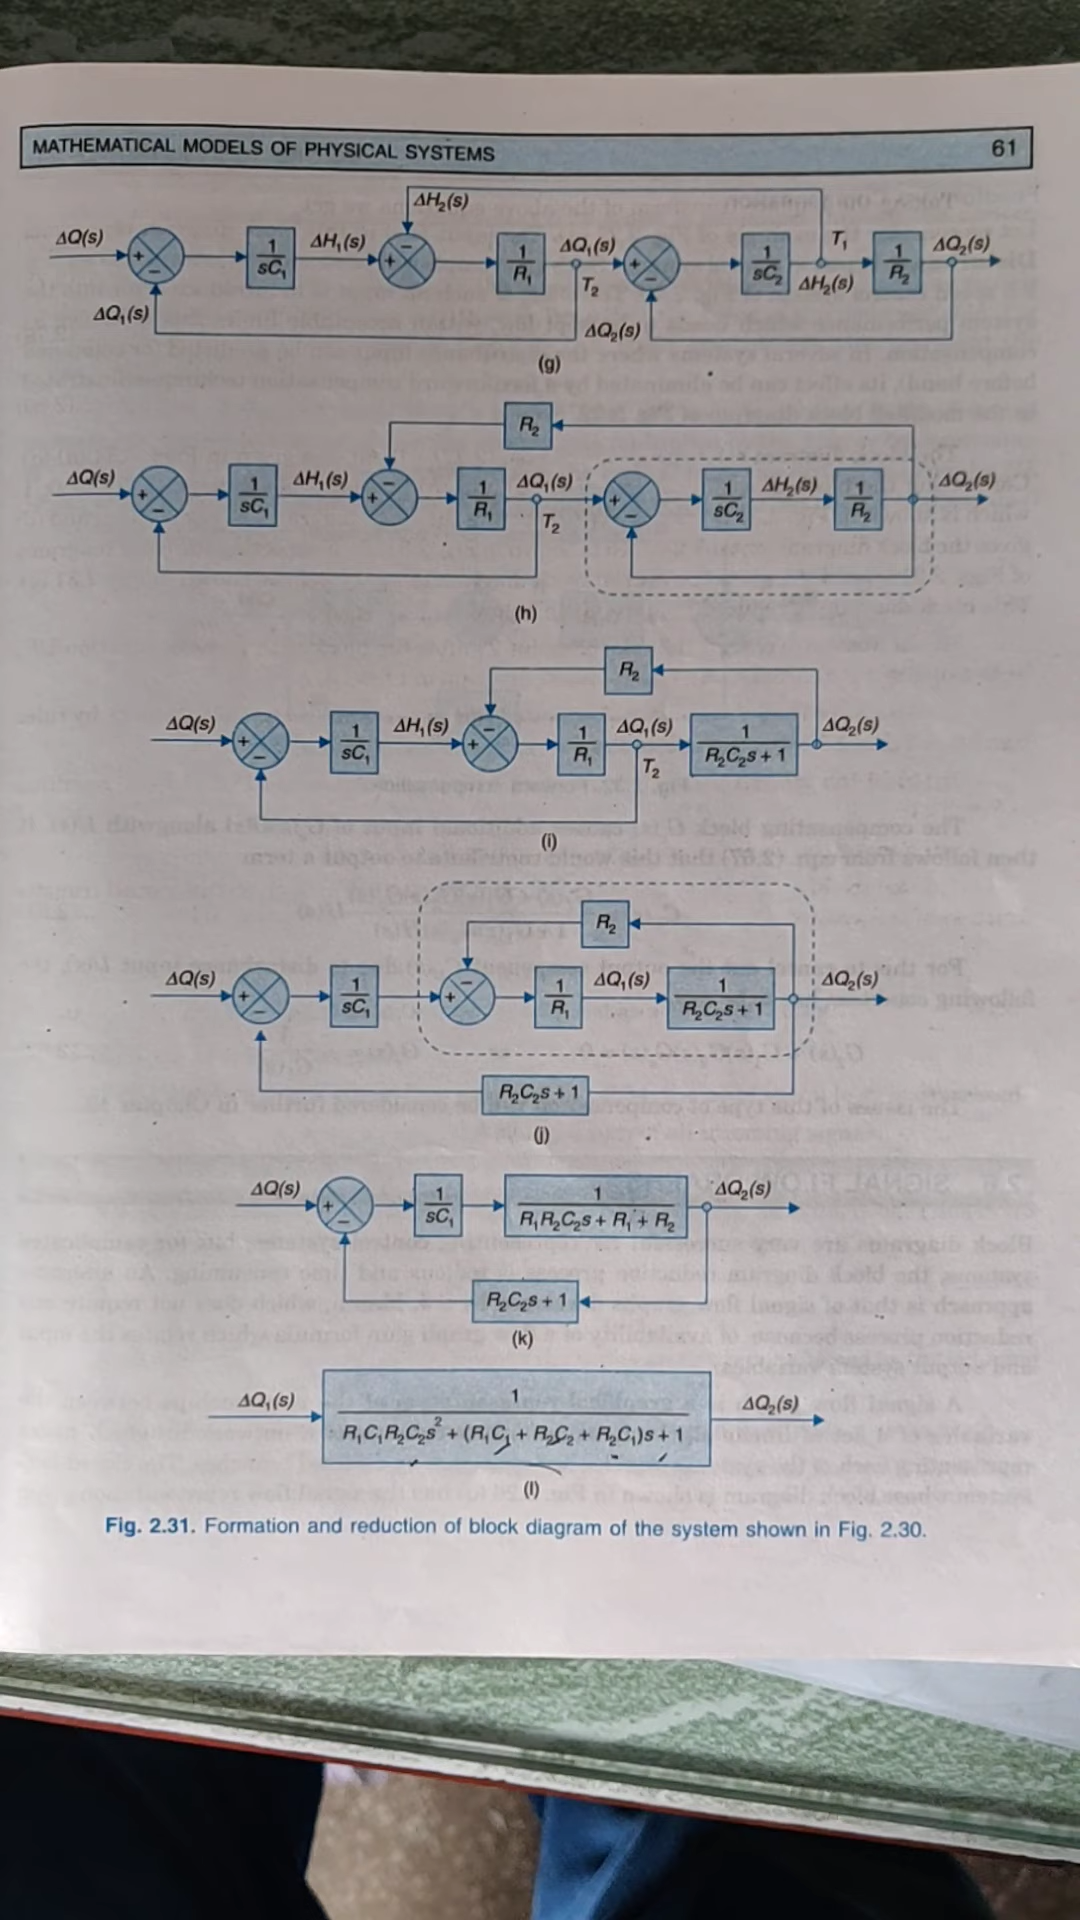 MATHEMATICAL MODELS OF PHYSICAL SYSTEMS 61
ΔH₂(s)
ΔQ(s) + − 1/sC₁ ΔH₁(s) + − 1/R₁ ΔQ₁(s) T₂ + − 1/sC₂ ΔH₂(s) T₁ 1/R₂ ΔQ₂(s)
ΔQ₁(s) ΔQ₂(s)
(g)
R₂
ΔQ(s) + − 1/sC₁ ΔH₁(s) + − 1/R₁ ΔQ₁(s) T₂ + − 1/sC₂ ΔH₂(s) 1/R₂ ΔQ₂(s)
(h)
R₂
ΔQ(s) + − 1/sC₁ ΔH₁(s) + − 1/R₁ ΔQ₁(s) T₂ 1/R₂C₂s + 1 ΔQ₂(s)
(i)
R₂
ΔQ(s) + − 1/sC₁ + − 1/R₁ ΔQ₁(s) 1/R₂C₂s + 1 ΔQ₂(s)
R₂C₂s + 1
(j)
ΔQ(s) + − 1/sC₁ 1/R₁R₂C₂s + R₁ + R₂ ΔQ₂(s)
R₂C₂s + 1
(k)
ΔQ₁(s) 1/R₁C₁R₂C₂s² + (R₁C₁ + R₂C₂ + R₂C₁)s + 1 ΔQ₂(s)
(l)
Fig. 2.31. Formation and reduction of block diagram of the system shown in Fig. 2.30.